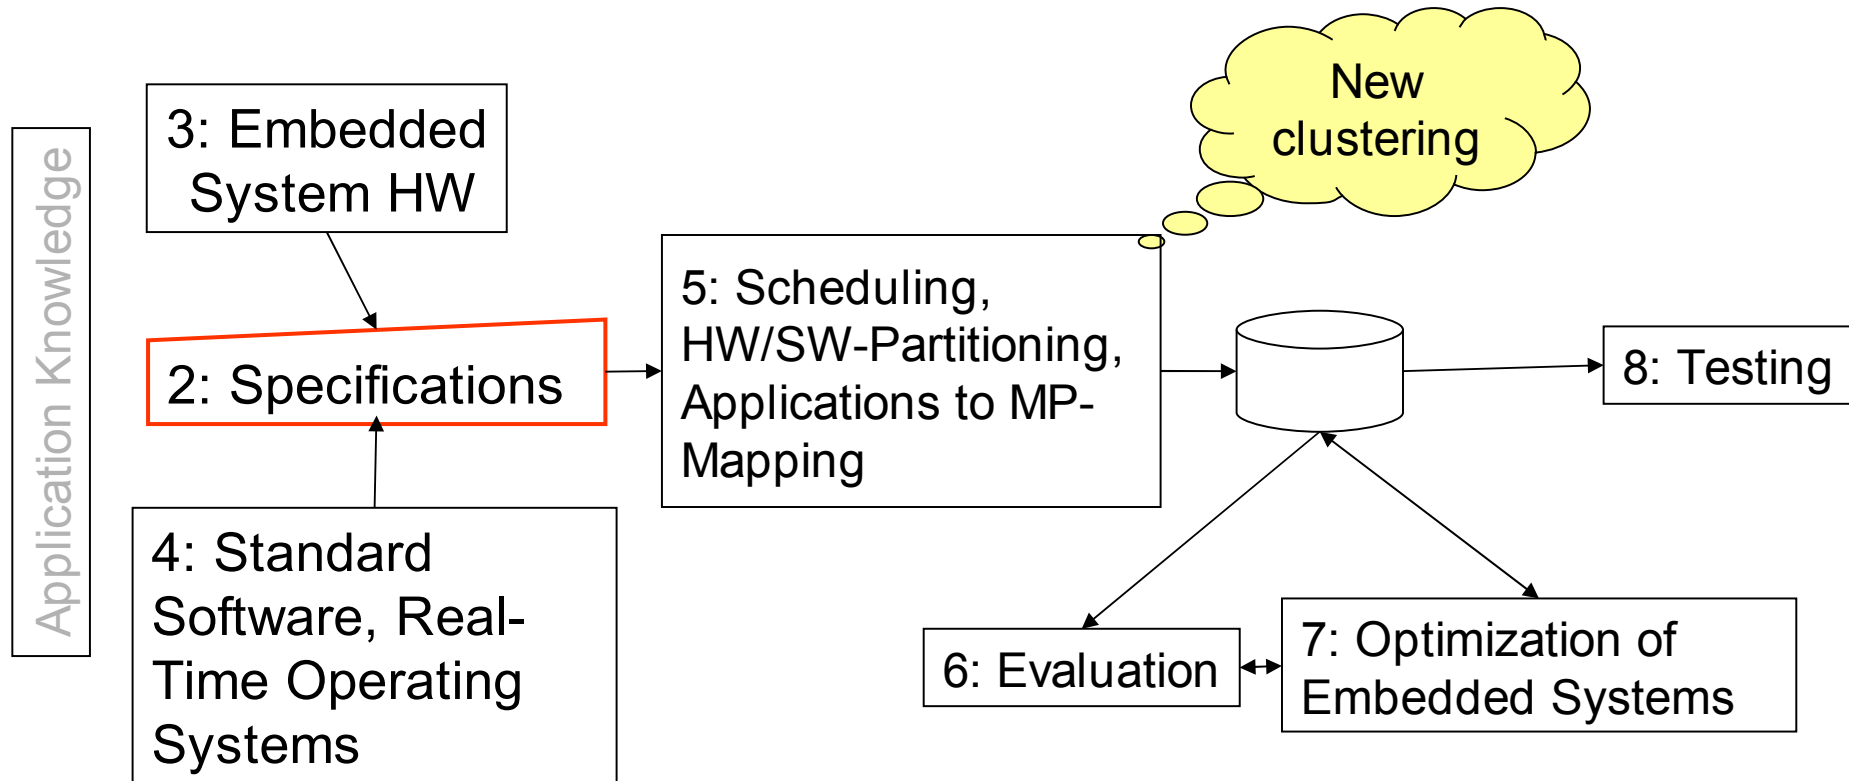 Application Knowledge
3: Embedded
System HW
2: Specifications
4: Standard
Software, Real-
Time Operating
Systems
5: Scheduling,
HW/SW-Partitioning,
Applications to MP-
Mapping
New
clustering
8: Testing
6: Evaluation
7: Optimization of
Embedded Systems